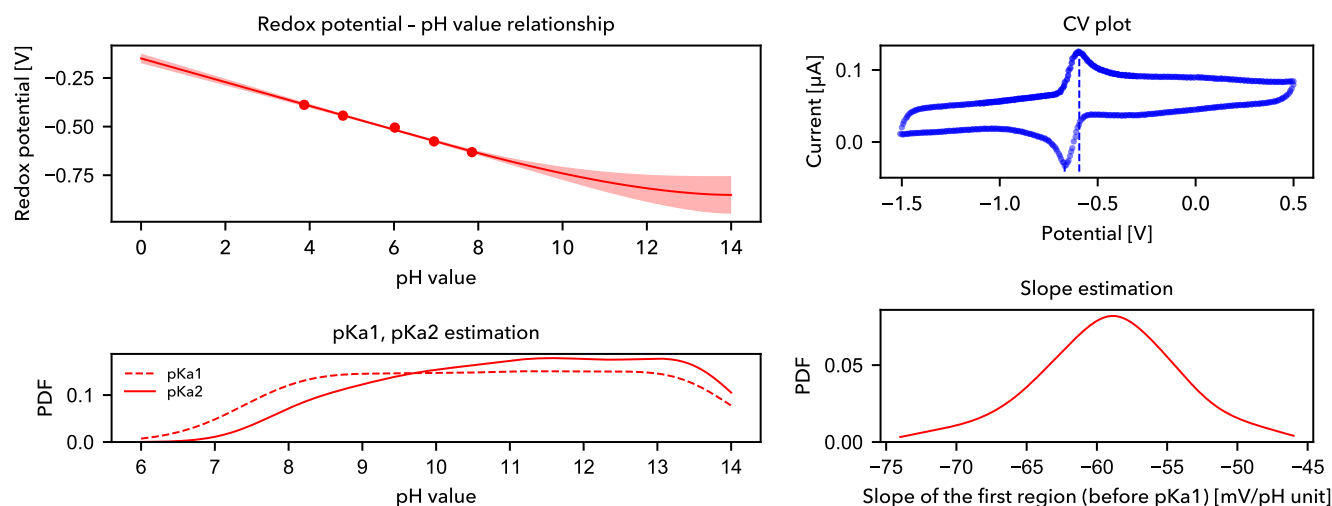 Redox potential – pH value relationship
Redox potential [V]
−0.25
−0.50
−0.75
0 2 4 6 8 10 12 14
pH value
CV plot
Current [μA]
0.1
0.0
−1.5 −1.0 −0.5 0.0 0.5
Potential [V]
pKa1, pKa2 estimation
PDF
0.1
0.0
pKa1
pKa2
6 7 8 9 10 11 12 13 14
pH value
Slope estimation
PDF
0.05
0.00
−75 −70 −65 −60 −55 −50 −45
Slope of the first region (before pKa1) [mV/pH unit]